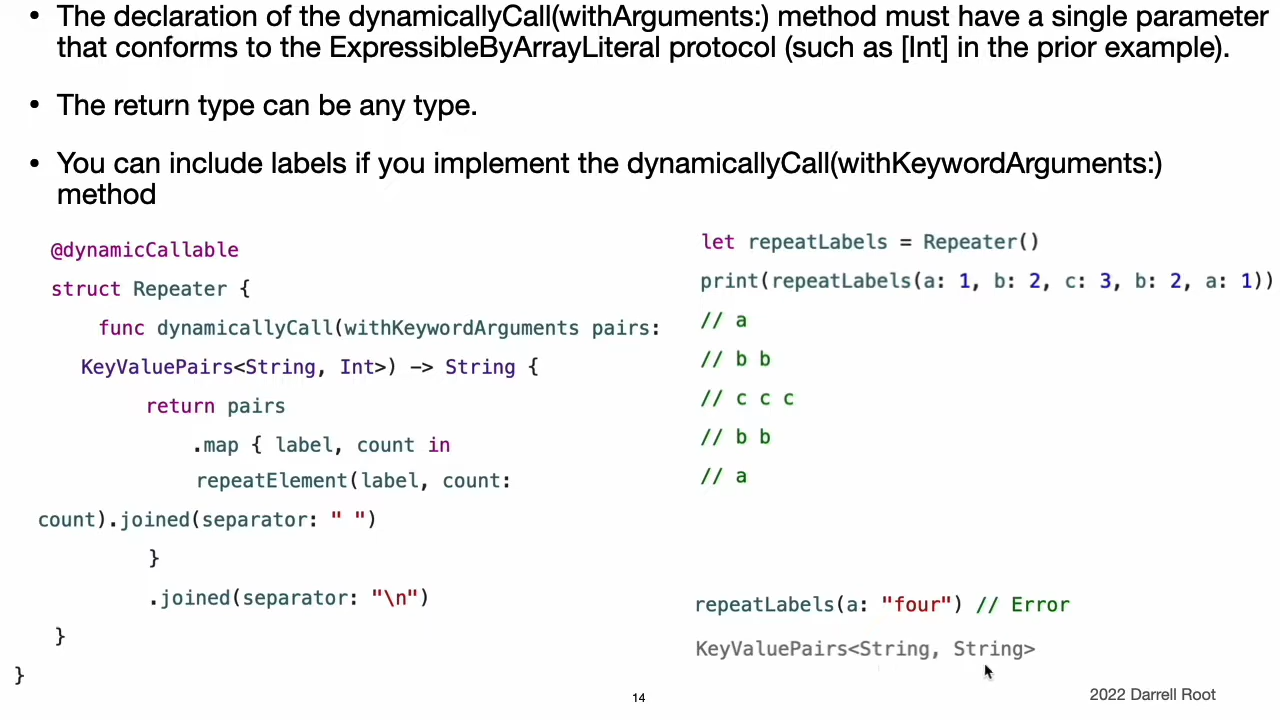 • The declaration of the dynamicallyCall(withArguments:) method must have a single parameter
that conforms to the ExpressibleByArrayLiteral protocol (such as [Int] in the prior example).
• The return type can be any type.
• You can include labels if you implement the dynamicallyCall(withKeywordArguments:)
method
@dynamicCallable
struct Repeater {
func dynamicallyCall(withKeywordArguments pairs:
KeyValuePairs<String, Int>) -> String {
return pairs
.map { label, count in
repeatElement(label, count:
count).joined(separator: " ")
}
.joined(separator: "\n")
}
}
let repeatLabels = Repeater()
print(repeatLabels(a: 1, b: 2, c: 3, b: 2, a: 1))
// a
// b b
// c c c
// b b
// a
repeatLabels(a: "four") // Error
KeyValuePairs<String, String>
14
2022 Darrell Root